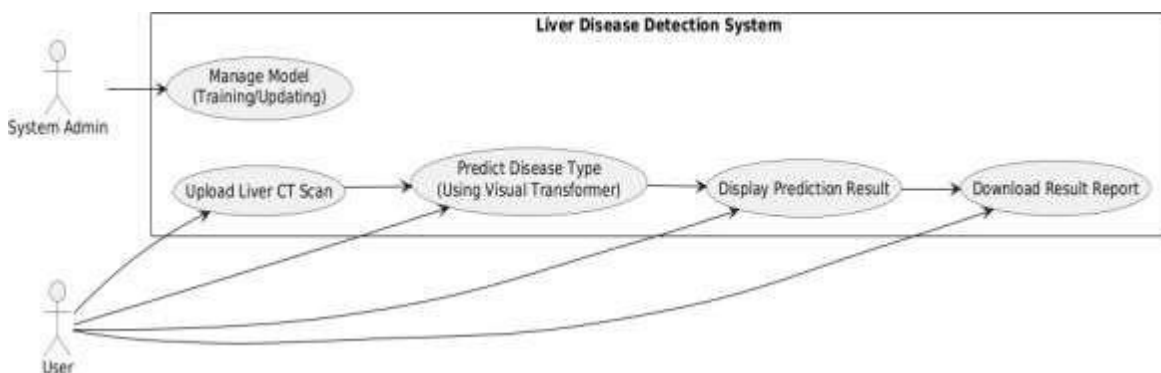 Liver Disease Detection System
Manage Model
(Training/Updating)
System Admin
Upload Liver CT Scan
Predict Disease Type
(Using Visual Transformer)
Display Prediction Result
Download Result Report
User